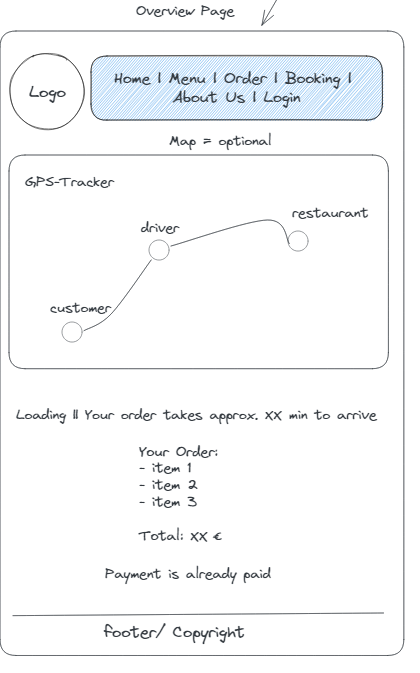 Overview Page
Logo
Home | Menu | Order | Booking |
About Us | Login
Map = optional
GPS-Tracker
restaurant
driver
customer
Loading || Your order takes approx. XX min to arrive
Your Order:
- item 1
- item 2
- item 3
Total: XX €
Payment is already paid
footer/ Copyright